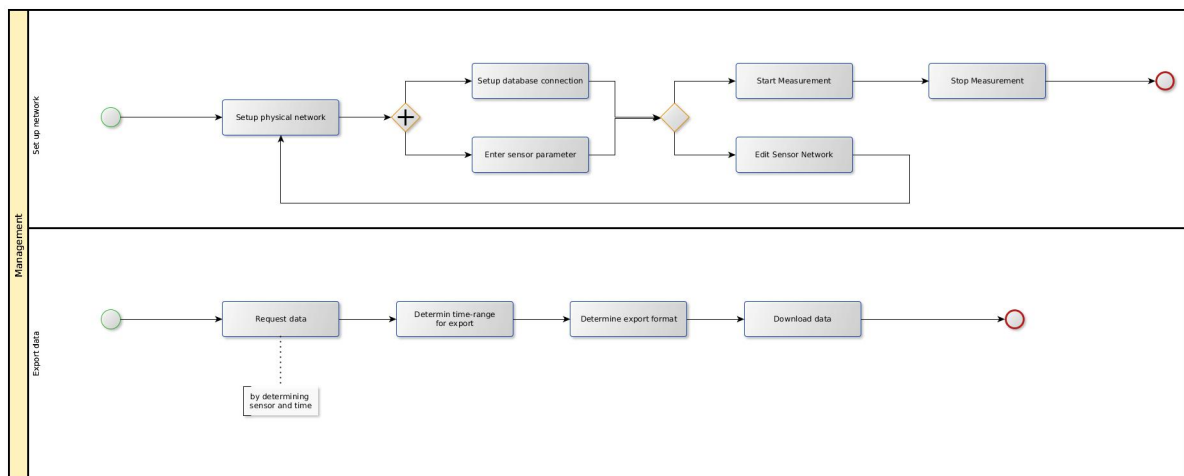 Management
Set up network
Setup physical network
Setup database connection
Enter sensor parameter
Start Measurement
Stop Measurement
Edit Sensor Network
Export data
Request data
Determin time-range
for export
Determine export format
Download data
by determining
sensor and time